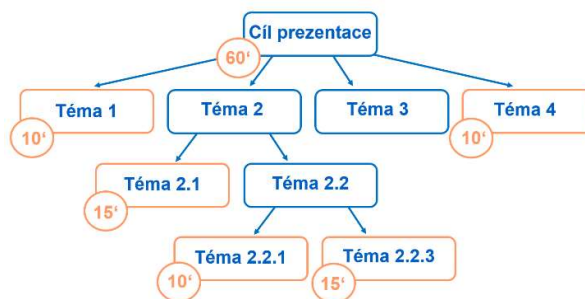 Cíl prezentace
60‘
Téma 1
Téma 2
Téma 3
Téma 4
10‘
10‘
Téma 2.1
Téma 2.2
15‘
Téma 2.2.1
Téma 2.2.3
10‘
15‘